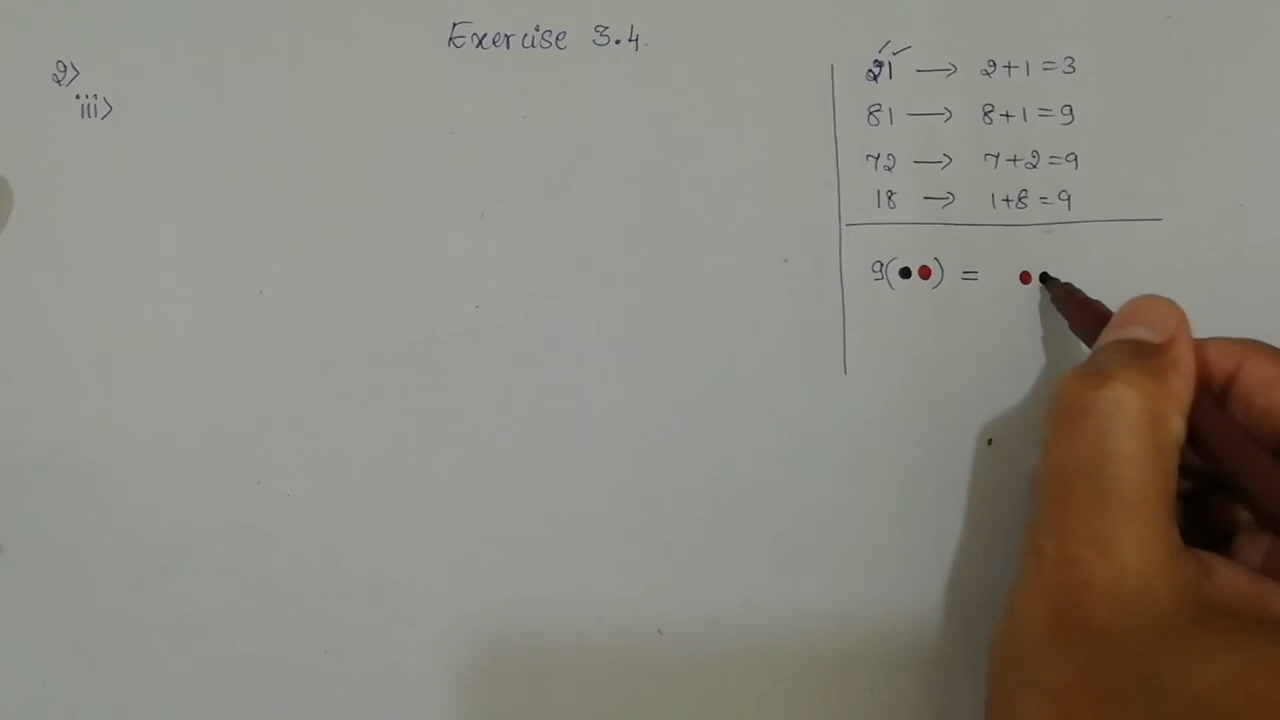 Exercise 3.4.
2>
iii>
21 → 2+1=3
81 → 8+1=9
72 → 7+2=9
18 → 1+8=9
9(●●) = ●●